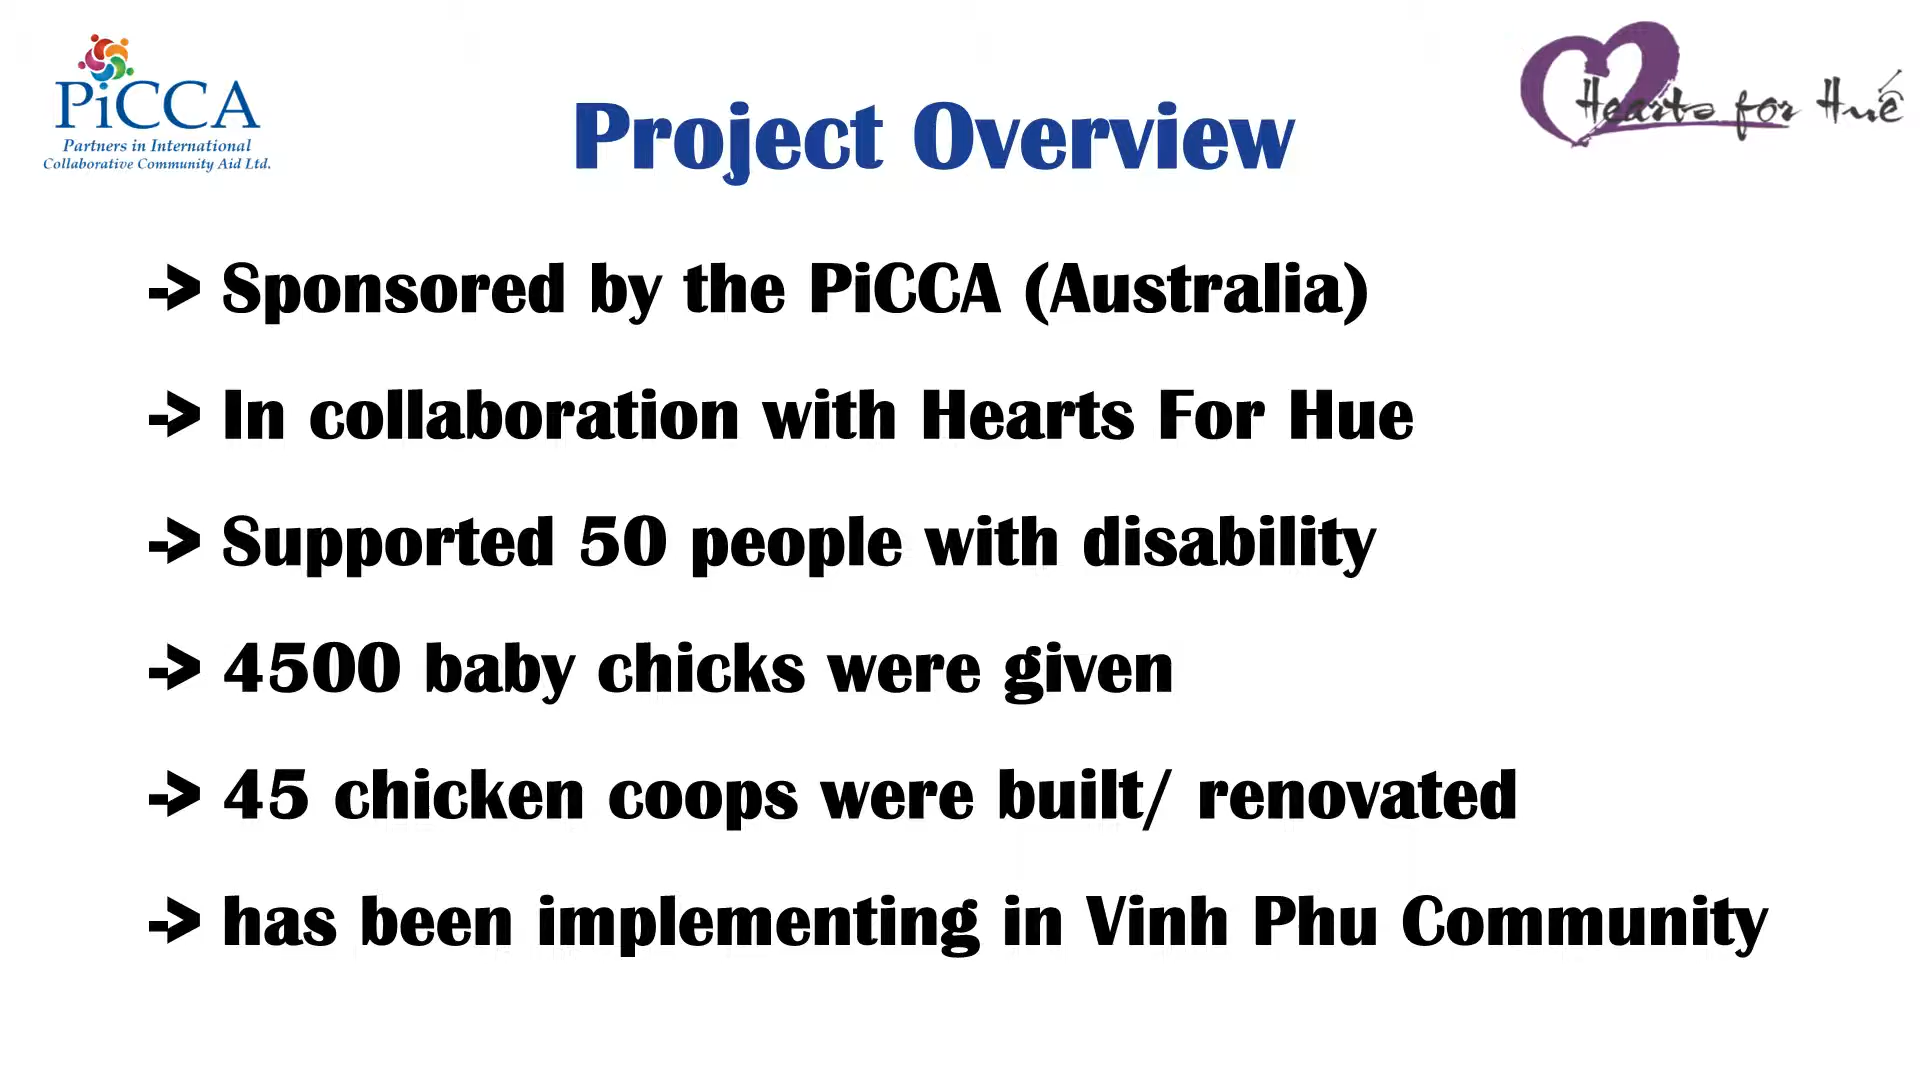 PiCCA
Partners in International
Collaborative Community Aid Ltd.
Hearts for Huế
Project Overview
-> Sponsored by the PiCCA (Australia)
-> In collaboration with Hearts For Hue
-> Supported 50 people with disability
-> 4500 baby chicks were given
-> 45 chicken coops were built/ renovated
-> has been implementing in Vinh Phu Community